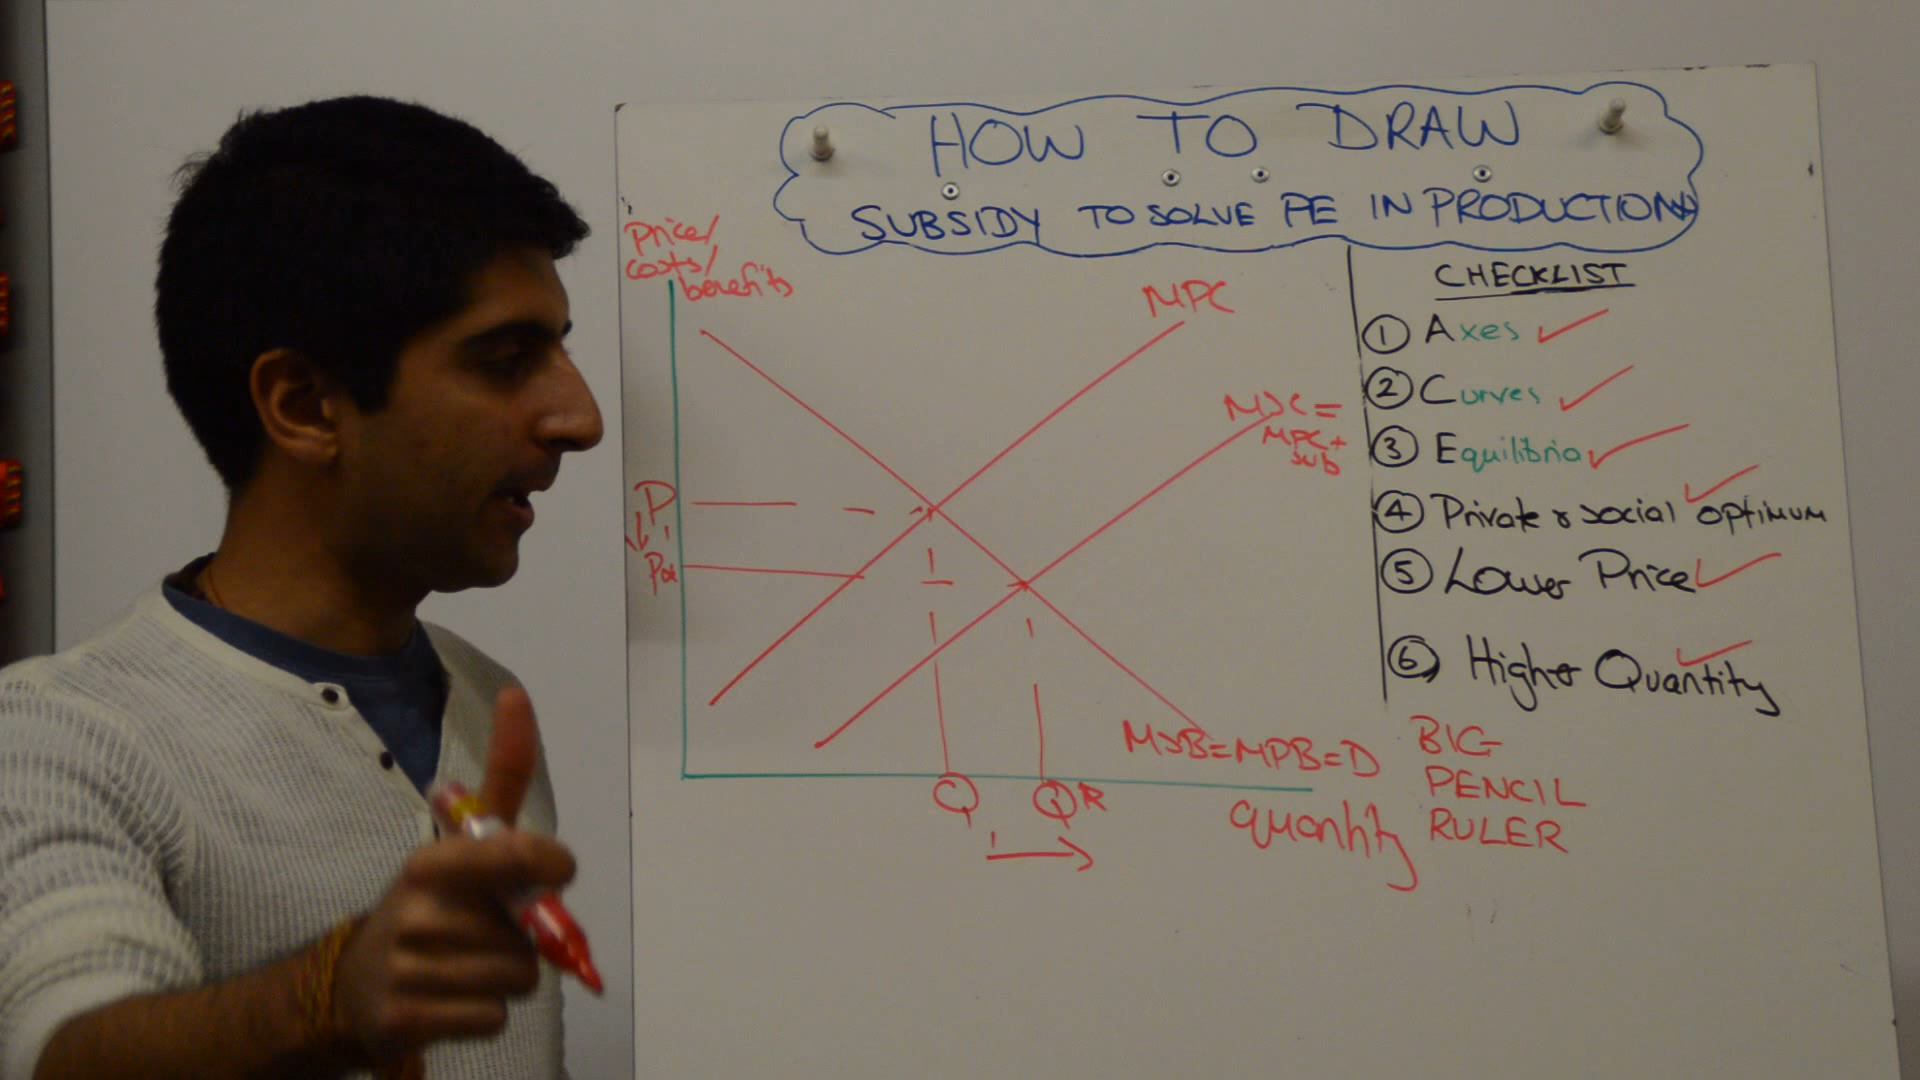 HOW TO DRAW
SUBSIDY TO SOLVE PE IN PRODUCTION
Price/
costs/
benefits
MPC
MSC =
MPC +
sub
P1
Q1
MSB=MPB=D
quantity
CHECKLIST
1 Axes
2 Curves
3 Equilibria
4 Private & social optimum
5 Lower Price
6 Higher Quantity
BIG
PENCIL
RULER